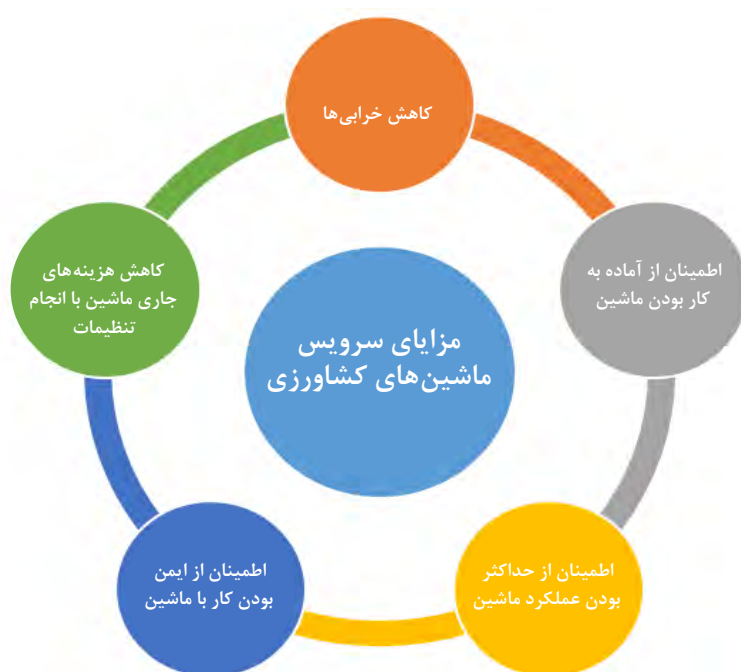 کاهش خرابی‌ها
اطمینان از آماده به
کار بودن ماشین
اطمینان از حداکثر
بودن عملکرد ماشین
اطمینان از ایمن
بودن کار با ماشین
کاهش هزینه‌های
جاری ماشین با انجام
تنظیمات
مزایای سرویس
ماشین‌های کشاورزی